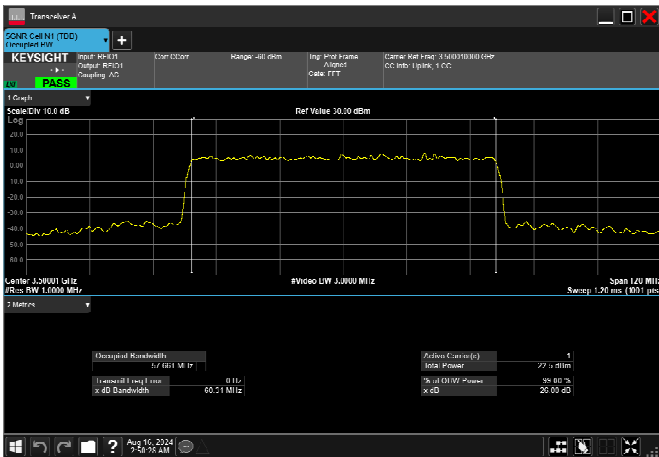 Transceiver A
5GNR Cell N1 (TBD)
Occupied BW
+
KEYSIGHT
PASS
Input: RFIO1
Output: RFIO1
Coupling: AC
Corr CCorr
Range: -60 dBm
Trig: Prot Frame
Aligned
Gate: FFT
Carrier Ref Freq: 3.500010000 GHz
CC Info: Uplink, 1 CC
1 Graph
Scale/Div 10.0 dB
Ref Value 30.00 dBm
Log
20.0
10.0
0.00
-10.0
-20.0
-30.0
-40.0
-50.0
-60.0
Center 3.50001 GHz
#Video BW 3.0000 MHz
Span 120 MHz
#Res BW 1.0000 MHz
Sweep 1.20 ms (1001 pts
2 Metrics
Occupied Bandwidth
57.661 MHz
Transmit Freq Error
0 Hz
x dB Bandwidth
60.31 MHz
Active Carrier(s)
1
Total Power
22.5 dBm
% of OBW Power
99.00 %
x dB
26.00 dB
?
Aug 16, 2024
2:50:26 AM